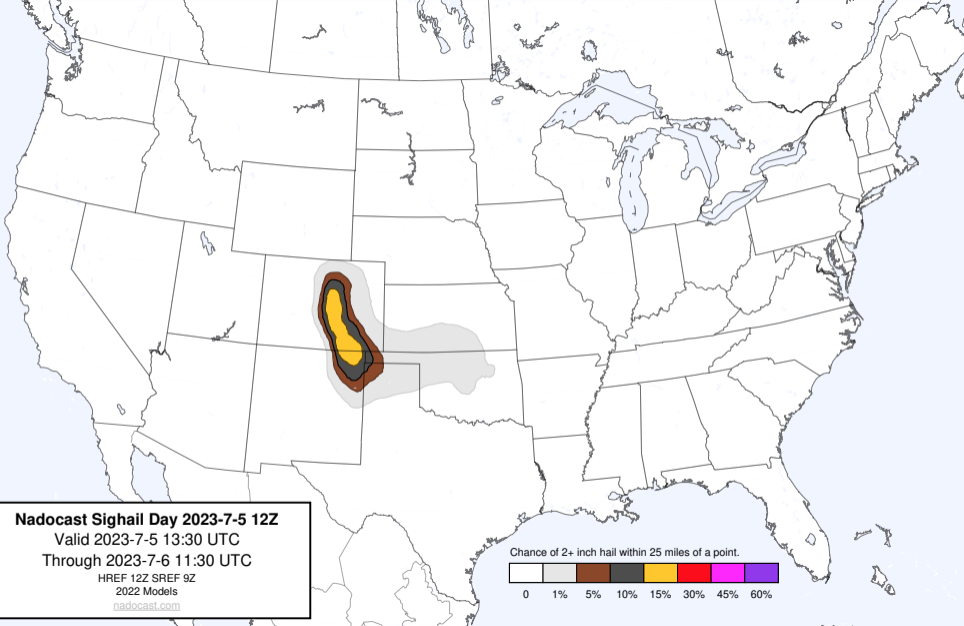 Nadocast Sighail Day 2023-7-5 12Z
Valid 2023-7-5 13:30 UTC
Through 2023-7-6 11:30 UTC
HREF 12Z SREF 9Z
2022 Models
nadocast.com
Chance of 2+ inch hail within 25 miles of a point.
0 1% 5% 10% 15% 30% 45% 60%